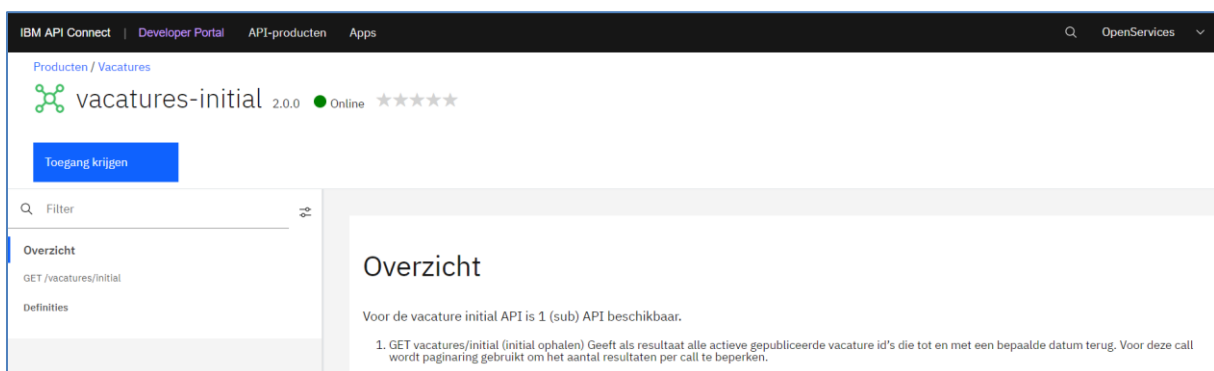 IBM API Connect | Developer Portal API-producten Apps OpenServices
Producten / Vacatures
vacatures-initial 2.0.0 Online
Toegang krijgen
Filter
Overzicht
GET /vacatures/initial
Definities
Overzicht
Voor de vacature initial API is 1 (sub) API beschikbaar.
1. GET vacatures/initial (initial ophalen) Geeft als resultaat alle actieve gepubliceerde vacature id's die tot en met een bepaalde datum terug. Voor deze call
wordt paginaring gebruikt om het aantal resultaten per call te beperken.